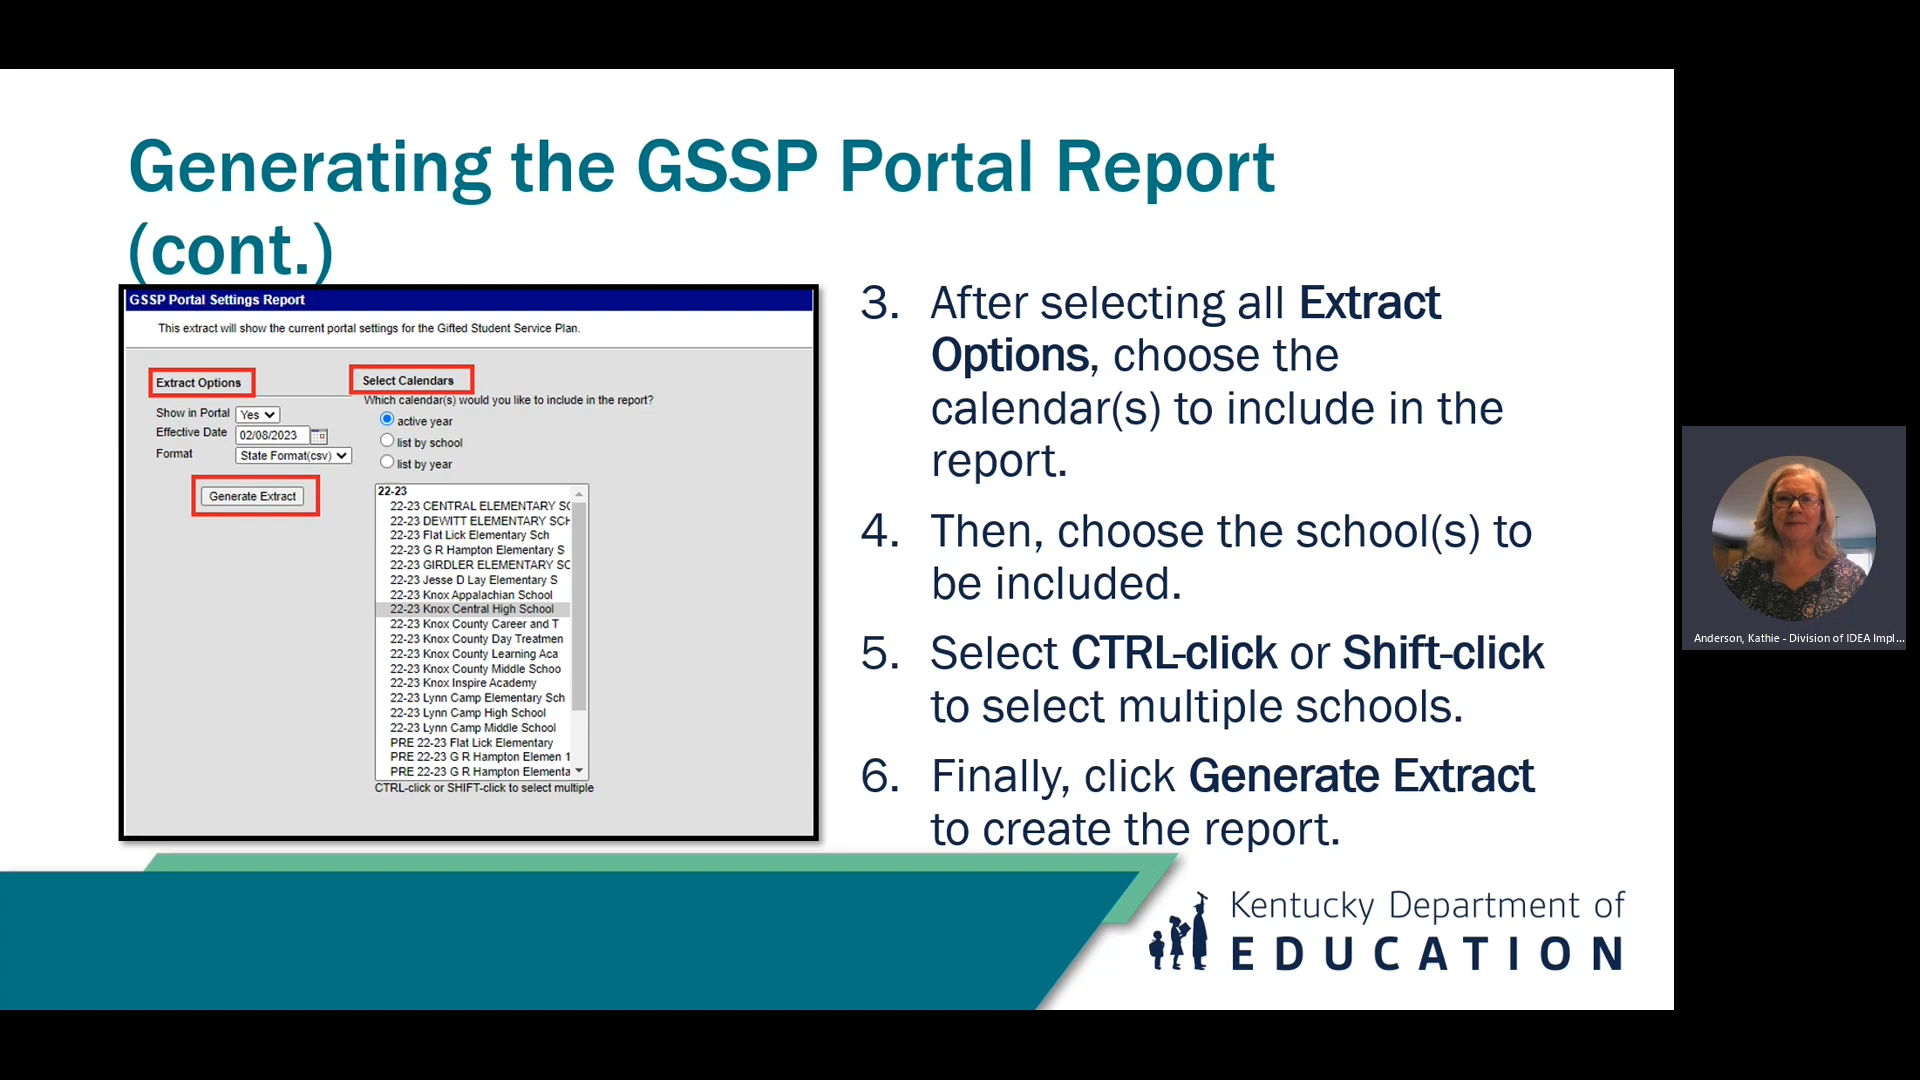 Generating the GSSP Portal Report
(cont.)
GSSP Portal Settings Report
This extract will show the current portal settings for the Gifted Student Service Plan.
Extract Options
Show in Portal Yes
Effective Date 02/08/2023
Format State Format(csv)
Generate Extract
Select Calendars
Which calendar(s) would you like to include in the report?
active year
list by school
list by year
22-23
22-23 CENTRAL ELEMENTARY SC
22-23 DEWITT ELEMENTARY SCH
22-23 Flat Lick Elementary Sch
22-23 G R Hampton Elementary S
22-23 GIRDLER ELEMENTARY SC
22-23 Jesse D Lay Elementary S
22-23 Knox Appalachian School
22-23 Knox Central High School
22-23 Knox County Career and T
22-23 Knox County Day Treatmen
22-23 Knox County Learning Aca
22-23 Knox County Middle Schoo
22-23 Knox Inspire Academy
22-23 Lynn Camp Elementary Sch
22-23 Lynn Camp High School
22-23 Lynn Camp Middle School
PRE 22-23 Flat Lick Elementary
PRE 22-23 G R Hampton Elemen 1
PRE 22-23 G R Hampton Elementa
CTRL-click or SHIFT-click to select multiple
3. After selecting all Extract
Options, choose the
calendar(s) to include in the
report.
4. Then, choose the school(s) to
be included.
5. Select CTRL-click or Shift-click
to select multiple schools.
6. Finally, click Generate Extract
to create the report.
Kentucky Department of
EDUCATION
Anderson, Kathie - Division of IDEA Impl...